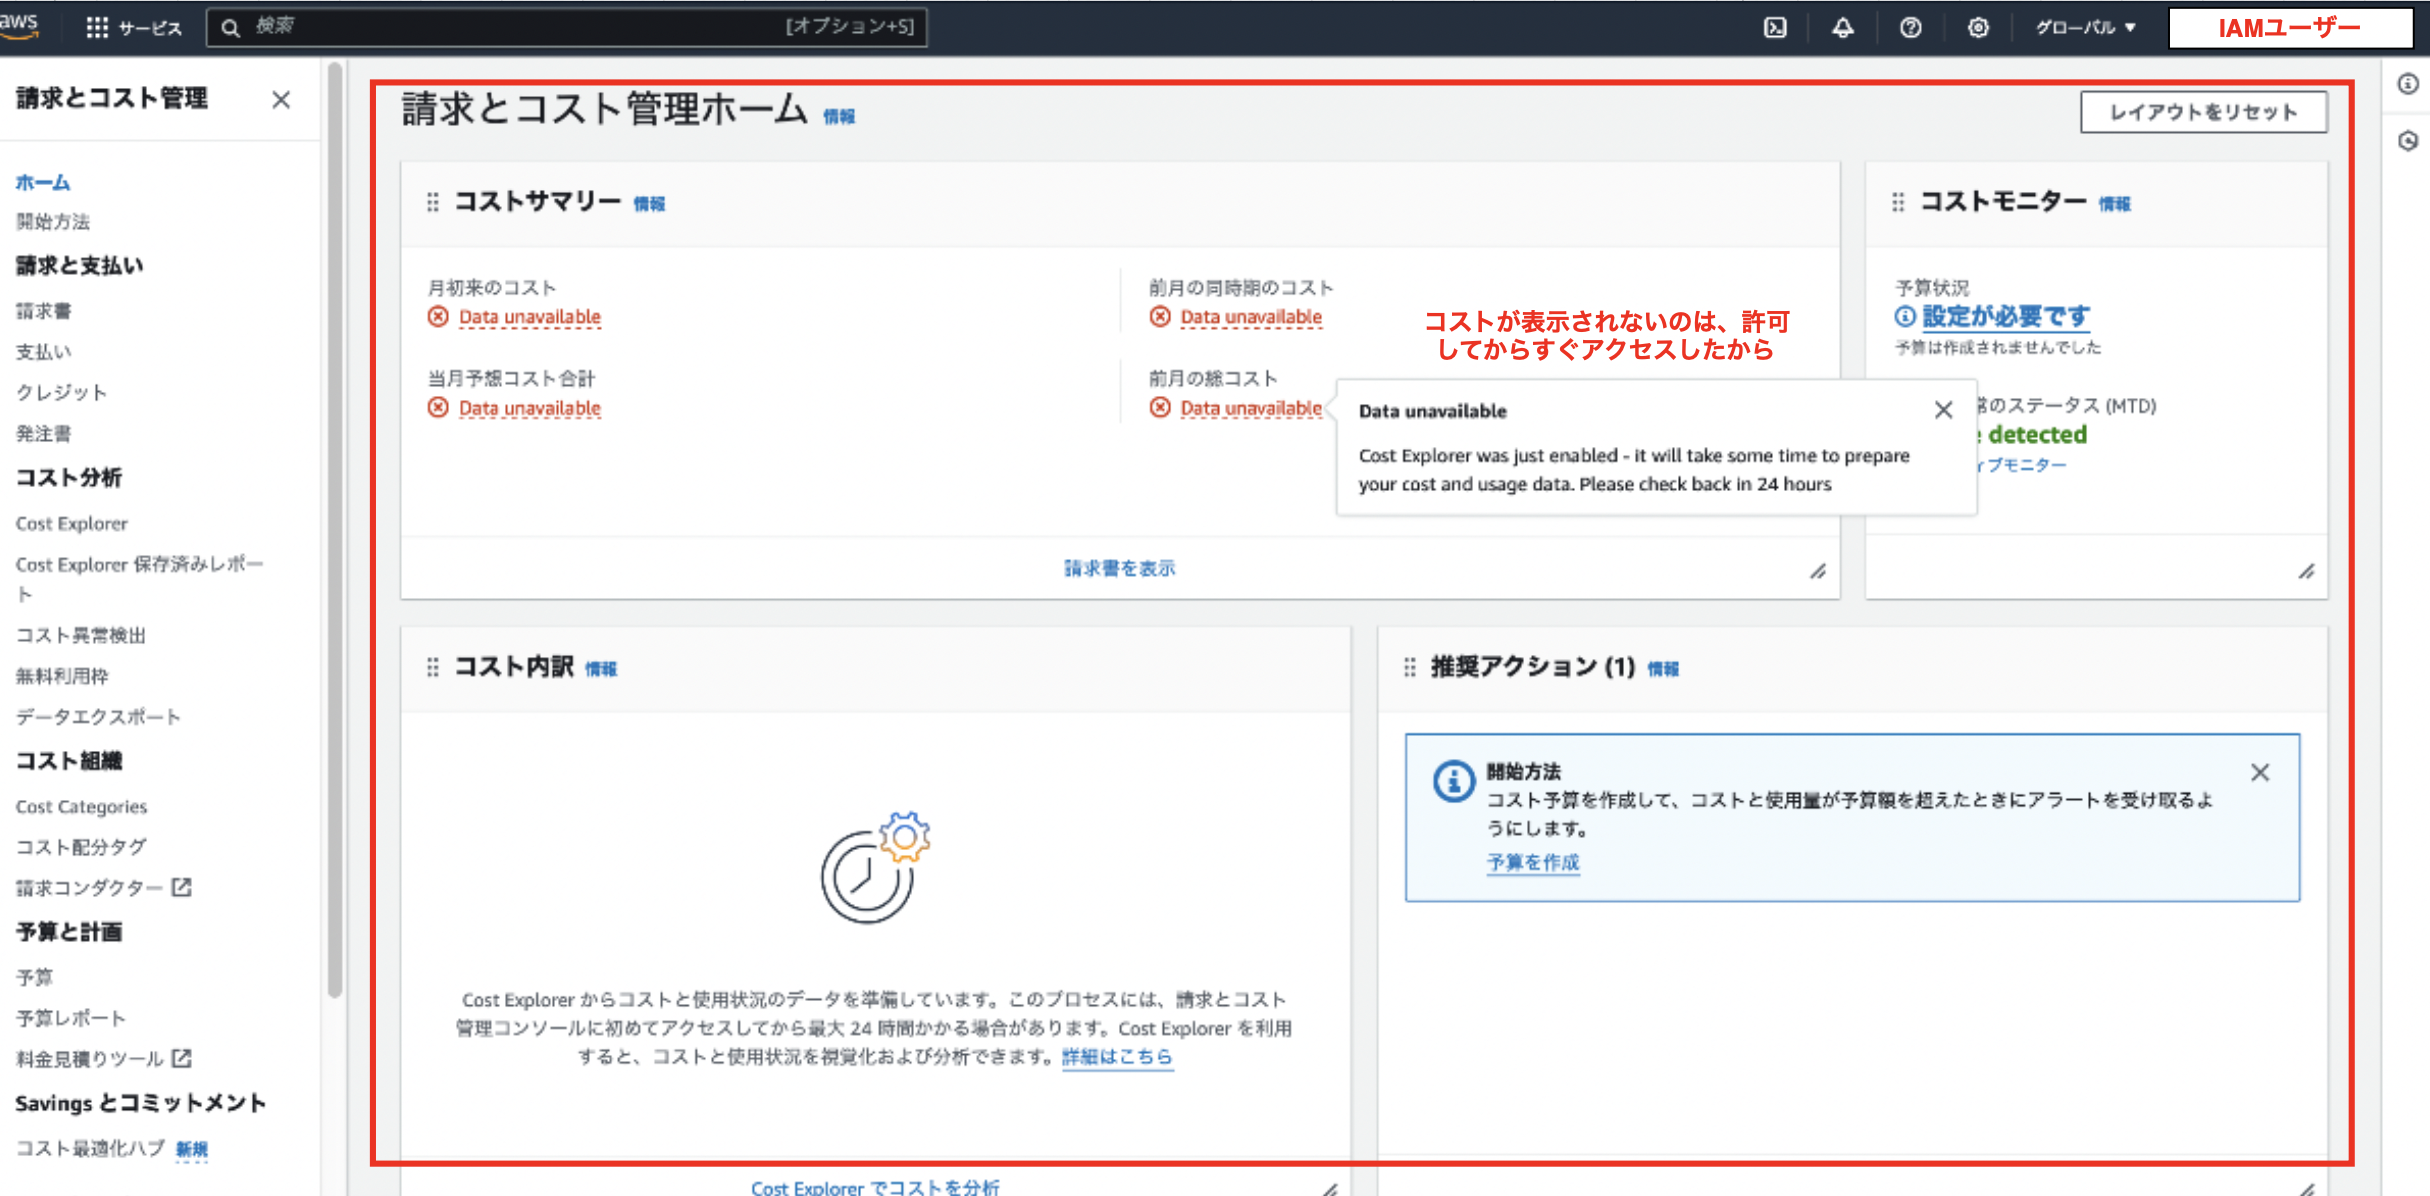 aws
サービス
検索
[オプション+S]
グローバル ▼
IAMユーザー
請求とコスト管理
ホーム
開始方法
請求と支払い
請求書
支払い
クレジット
発注書
コスト分析
Cost Explorer
Cost Explorer 保存済みレポー
ト
コスト異常検出
無料利用枠
データエクスポート
コスト組織
Cost Categories
コスト配分タグ
請求コンダクター
予算と計画
予算
予算レポート
料金見積りツール
Savings とコミットメント
コスト最適化ハブ 新規
請求とコスト管理ホーム 情報
レイアウトをリセット
コストサマリー 情報
月初来のコスト
Data unavailable
前月の同時期のコスト
Data unavailable
コストが表示されないのは、許可
してからすぐアクセスしたから
当月予想コスト合計
Data unavailable
前月の総コスト
Data unavailable
Data unavailable
Cost Explorer was just enabled - it will take some time to prepare
your cost and usage data. Please check back in 24 hours
請求書を表示
コストモニター 情報
予算状況
設定が必要です
予算は作成されませんでした
常のステータス (MTD)
detected
ィブモニター
コスト内訳 情報
Cost Explorer からコストと使用状況のデータを準備しています。このプロセスには、請求とコスト
管理コンソールに初めてアクセスしてから最大 24 時間かかる場合があります。Cost Explorer を利用
すると、コストと使用状況を視覚化および分析できます。詳細はこちら
Cost Explorer でコストを分析
推奨アクション (1) 情報
開始方法
コスト予算を作成して、コストと使用量が予算額を超えたときにアラートを受け取るよ
うにします。
予算を作成